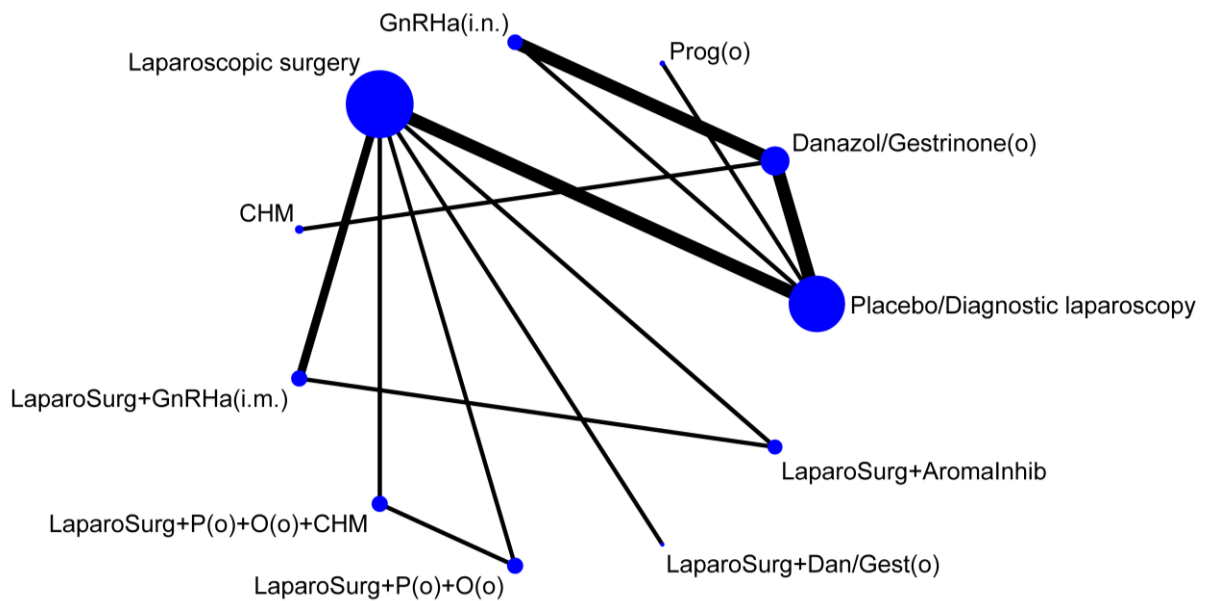 GnRHa(i.n.)
Prog(o)
Laparoscopic surgery
Danazol/Gestrinone(o)
CHM
Placebo/Diagnostic laparoscopy
LaparoSurg+GnRHa(i.m.)
LaparoSurg+AromaInhib
LaparoSurg+P(o)+O(o)+CHM
LaparoSurg+Dan/Gest(o)
LaparoSurg+P(o)+O(o)